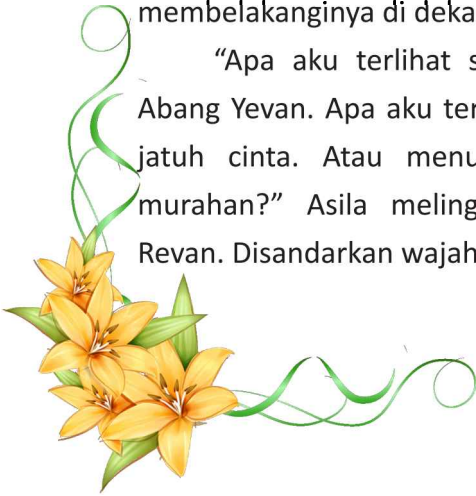 membelakanginya di deka
“Apa aku terlihat s
Abang Yevan. Apa aku ter
jatuh cinta. Atau menu
murahan?” Asila meling
Revan. Disandarkan wajah